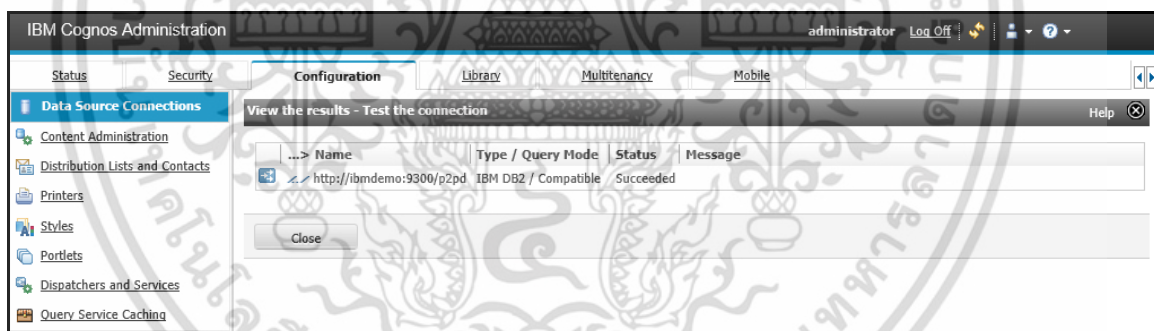 IBM Cognos Administration
administrator Log Off
Status Security Configuration Library Multitenancy Mobile
Data Source Connections
View the results - Test the connection Help
Content Administration
...> Name Type / Query Mode Status Message
Distribution Lists and Contacts
http://ibmdemo:9300/p2pd IBM DB2 / Compatible Succeeded
Printers
Styles
Close
Portlets
Dispatchers and Services
Query Service Caching